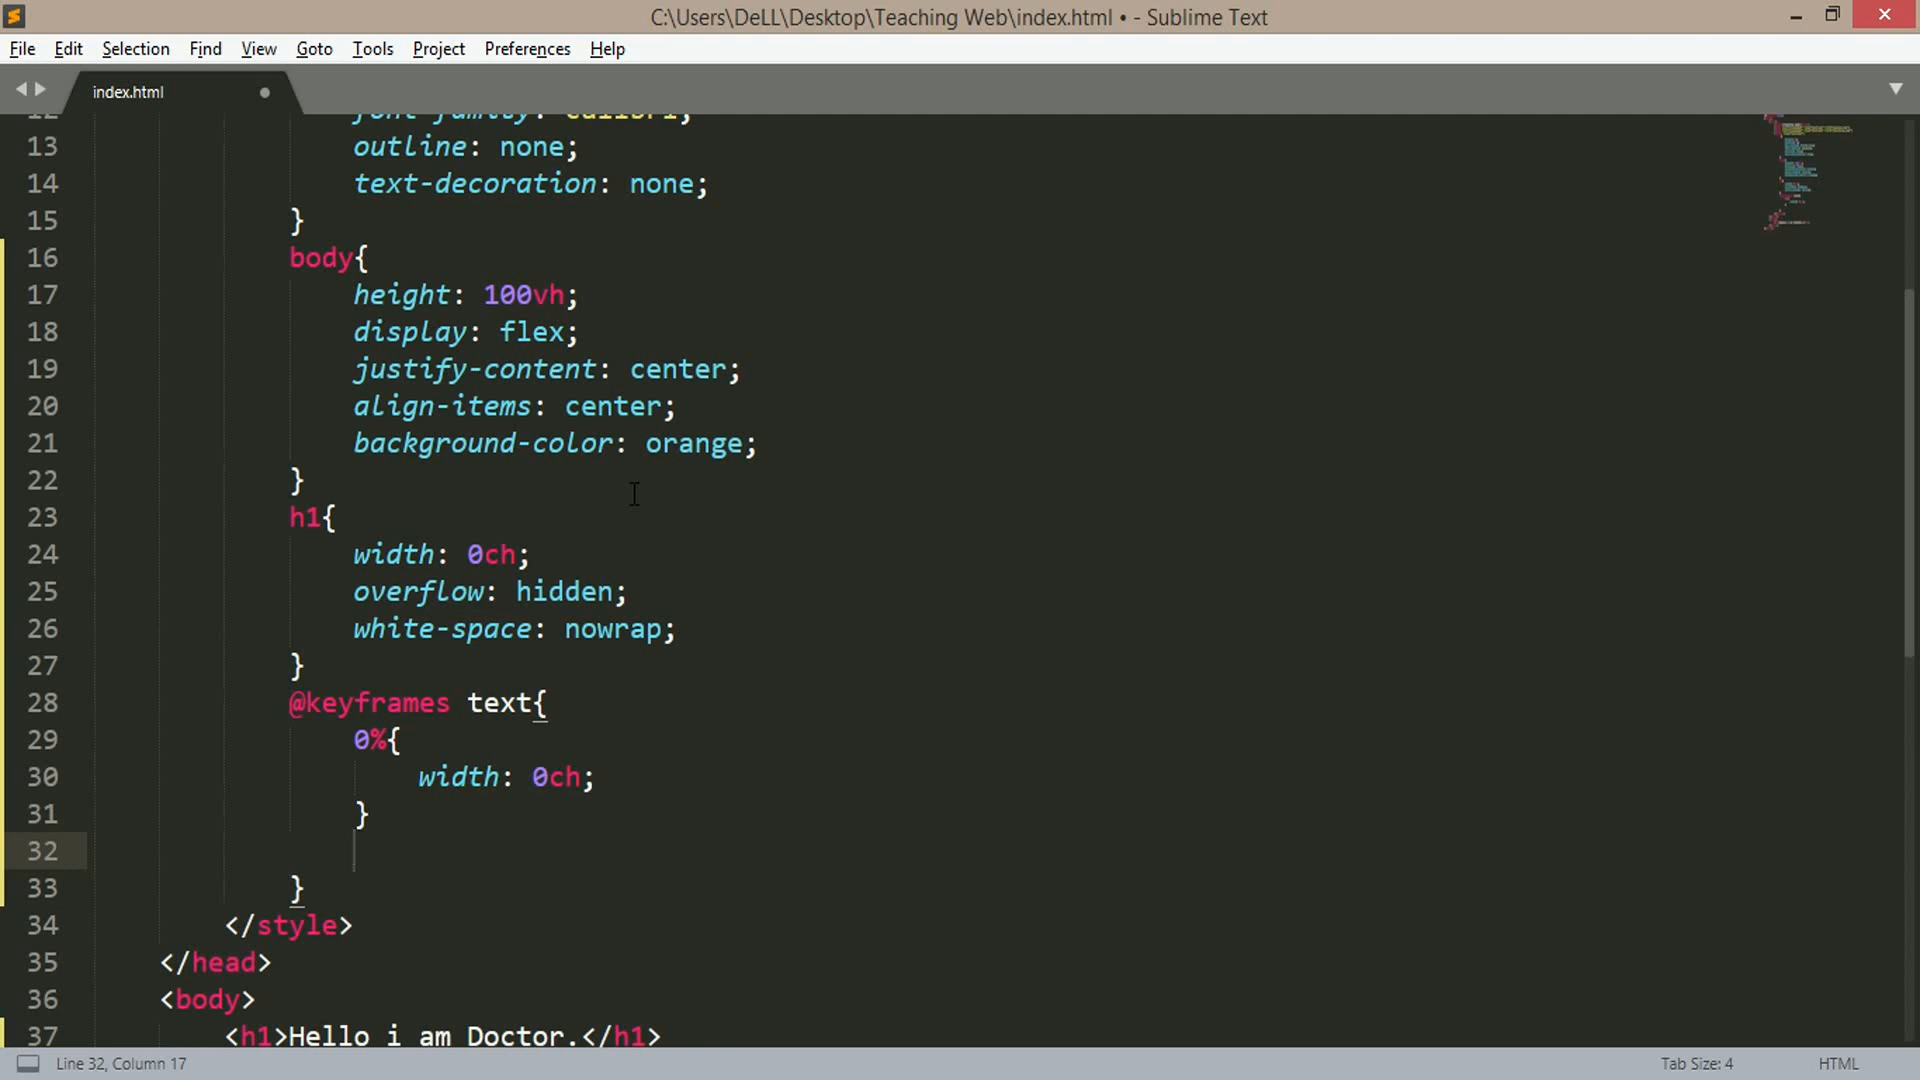 C:\Users\DeLL\Desktop\Teaching Web\index.html • - Sublime Text
File Edit Selection Find View Goto Tools Project Preferences Help
index.html
12 font-family: calibri;
13 outline: none;
14 text-decoration: none;
15 }
16 body{
17 height: 100vh;
18 display: flex;
19 justify-content: center;
20 align-items: center;
21 background-color: orange;
22 }
23 h1{
24 width: 0ch;
25 overflow: hidden;
26 white-space: nowrap;
27 }
28 @keyframes text{
29 0%{
30 width: 0ch;
31 }
32
33 }
34 </style>
35 </head>
36 <body>
37 <h1>Hello i am Doctor.</h1>
Line 32, Column 17 Tab Size: 4 HTML